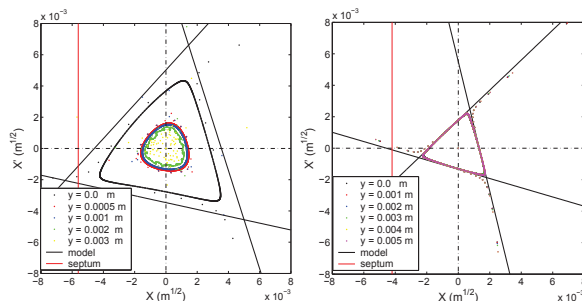 x 10⁻³
8
6
4
2
0
−2
−4
−6
−8
X' (m^1/2)
y = 0.0 m
y = 0.0005 m
y = 0.001 m
y = 0.002 m
y = 0.003 m
model
septum
−8 −6 −4 −2 0 2 4 6 8
X (m^1/2)
x 10⁻³
x 10⁻³
8
6
4
2
0
−2
−4
−6
−8
X' (m^1/2)
y = 0.0 m
y = 0.001 m
y = 0.002 m
y = 0.003 m
y = 0.004 m
y = 0.005 m
model
septum
−6 −4 −2 0 2 4 6 8
X (m^1/2)
x 10⁻³